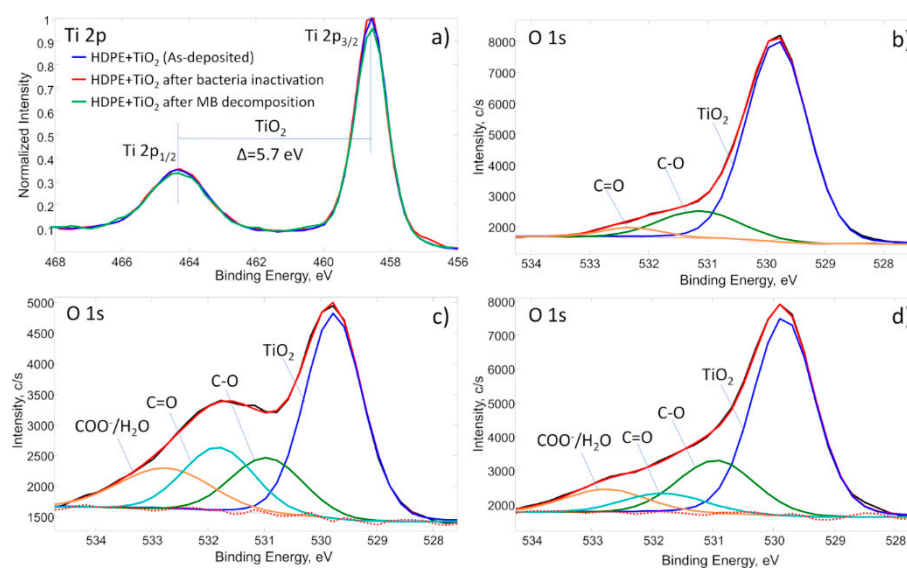 Ti 2p
Ti 2p3/2
a)
HDPE+TiO2 (As-deposited)
HDPE+TiO2 after bacteria inactivation
HDPE+TiO2 after MB decomposition
TiO2
Ti 2p1/2
Δ=5.7 eV
Normalized Intensity
1
0.9
0.8
0.7
0.6
0.5
0.4
0.3
0.2
0.1
468 466 464 462 460 458 456
Binding Energy, eV
O 1s
b)
TiO2
C-O
C=O
Intensity, c/s
8000
7000
6000
5000
4000
3000
2000
534 533 532 531 530 529 528
Binding Energy, eV
O 1s
c)
TiO2
C-O
C=O
COO-/H2O
Intensity, c/s
5000
4500
4000
3500
3000
2500
2000
1500
534 533 532 531 530 529 528
Binding Energy, eV
O 1s
d)
TiO2
C-O
C=O
COO-/H2O
Intensity, c/s
8000
7000
6000
5000
4000
3000
2000
534 533 532 531 530 529 528
Binding Energy, eV